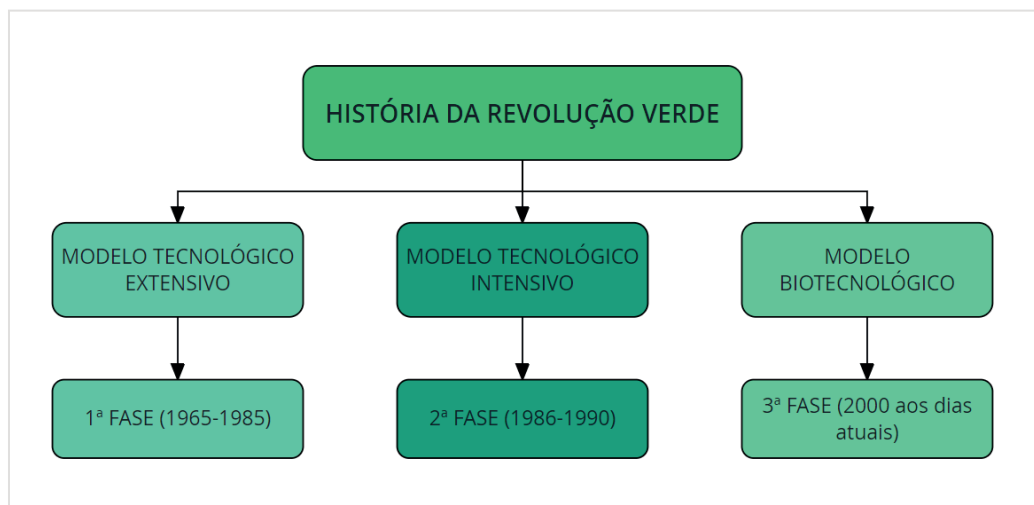 HISTÓRIA DA REVOLUÇÃO VERDE
MODELO TECNOLÓGICO
EXTENSIVO
MODELO TECNOLÓGICO
INTENSIVO
MODELO
BIOTECNOLÓGICO
1ª FASE (1965-1985)
2ª FASE (1986-1990)
3ª FASE (2000 aos dias
atuais)